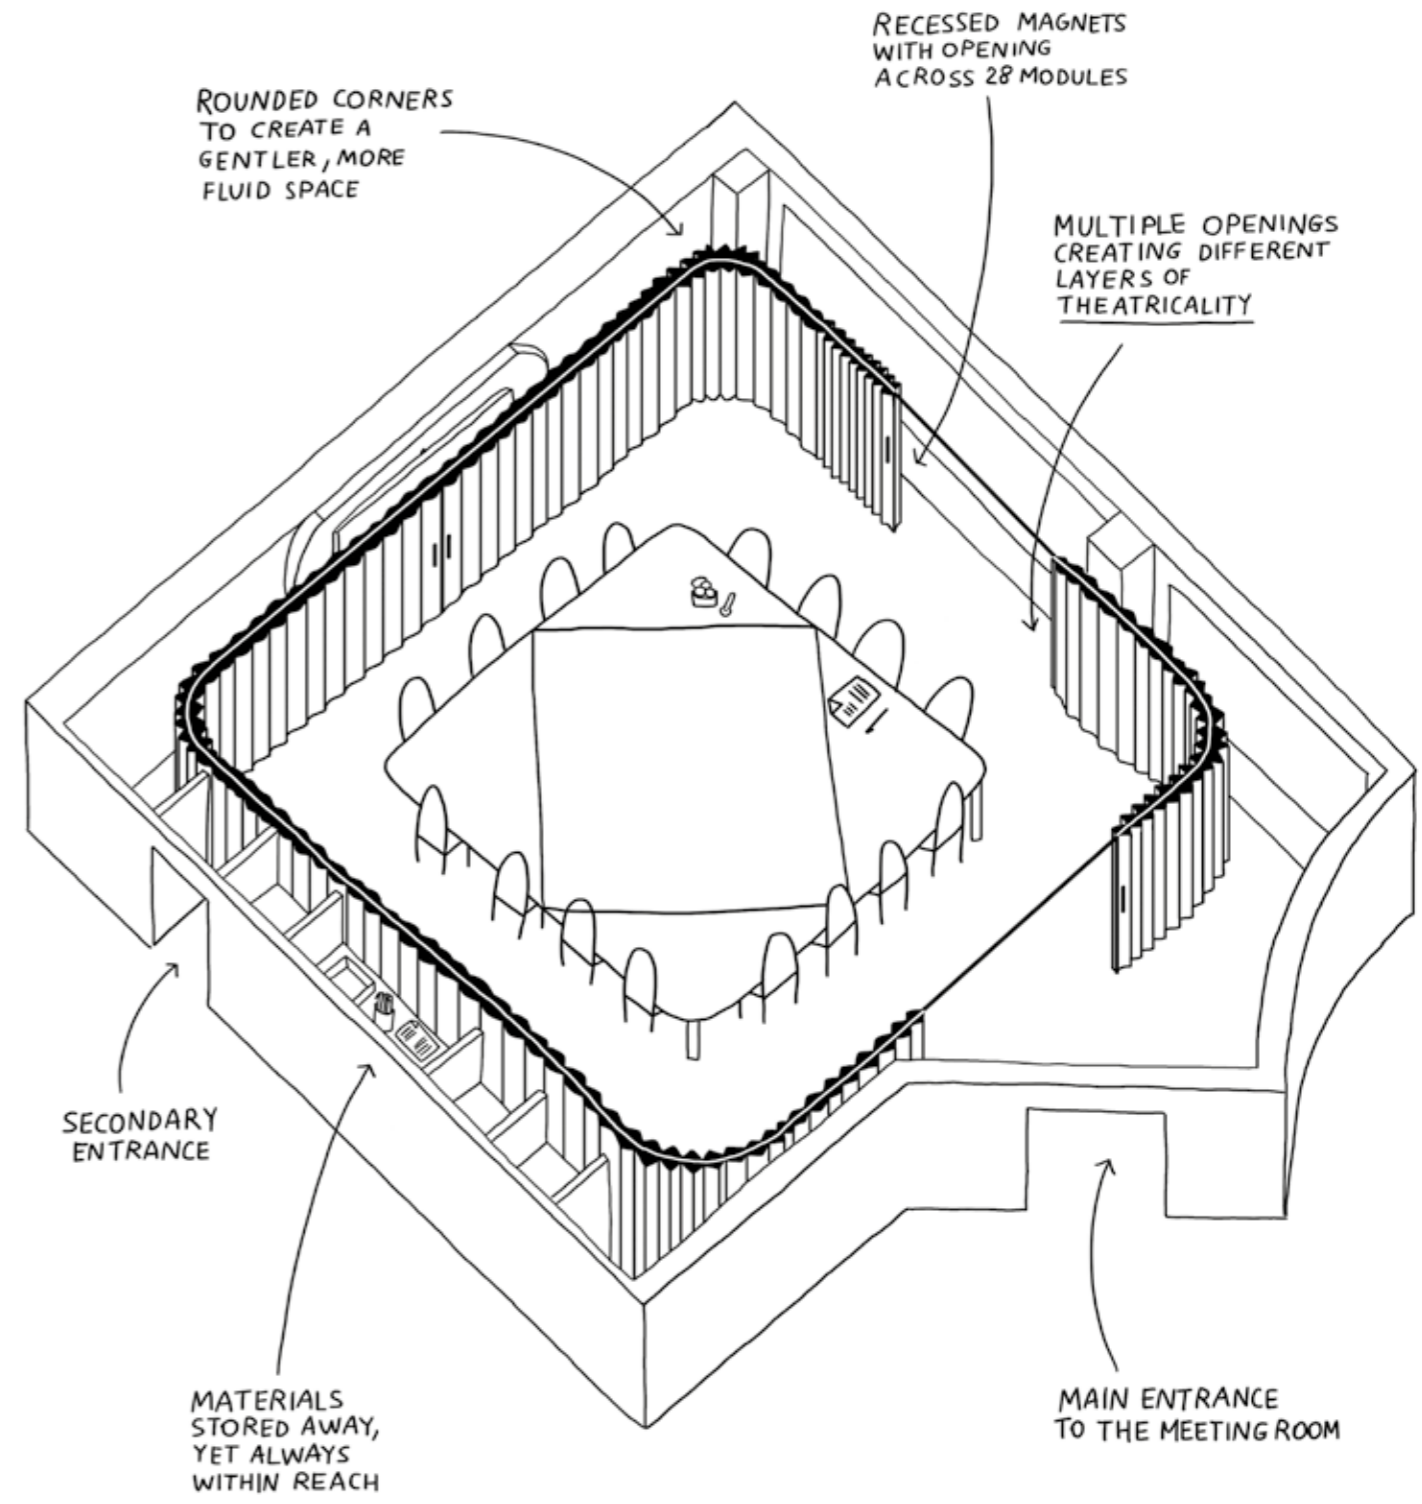 RECESSED MAGNETS
WITH OPENING
ACROSS 28 MODULES
ROUNDED CORNERS
TO CREATE A
GENTLER, MORE
FLUID SPACE
MULTIPLE OPENINGS
CREATING DIFFERENT
LAYERS OF
THEATRICALITY
SECONDARY
ENTRANCE
MATERIALS
STORED AWAY,
YET ALWAYS
WITHIN REACH
MAIN ENTRANCE
TO THE MEETING ROOM